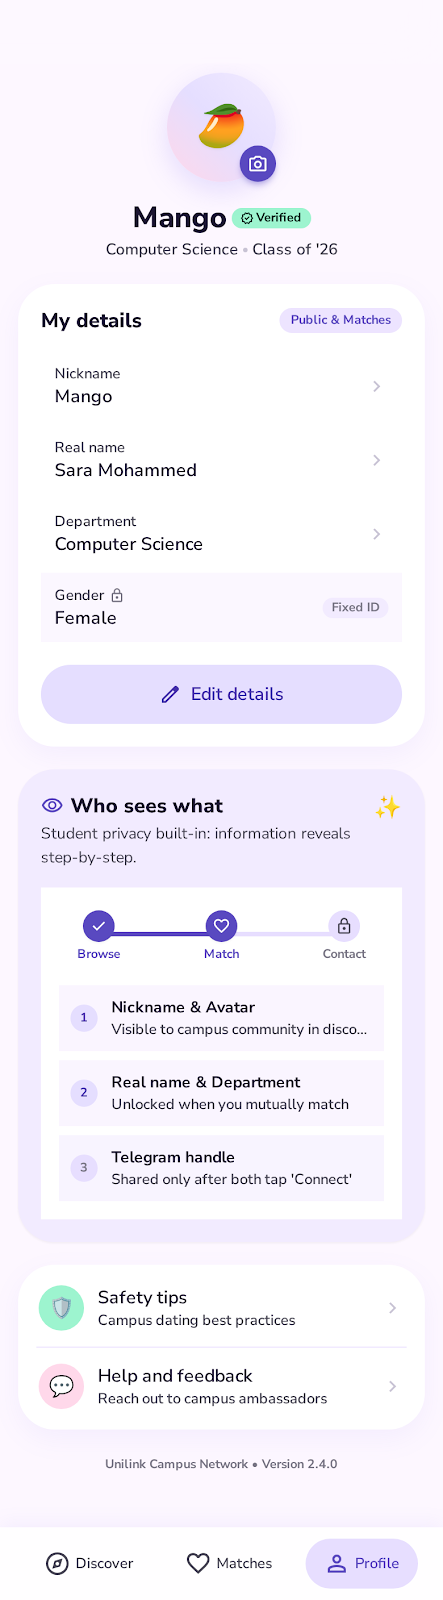 Mango Verified
Computer Science • Class of '26
My details Public & Matches
Nickname
Mango
Real name
Sara Mohammed
Department
Computer Science
Gender
Female
Fixed ID
Edit details
Who sees what
Student privacy built-in: information reveals
step-by-step.
Browse Match Contact
1
Nickname & Avatar
Visible to campus community in disco...
2
Real name & Department
Unlocked when you mutually match
3
Telegram handle
Shared only after both tap 'Connect'
Safety tips
Campus dating best practices
Help and feedback
Reach out to campus ambassadors
Unilink Campus Network • Version 2.4.0
Discover Matches Profile